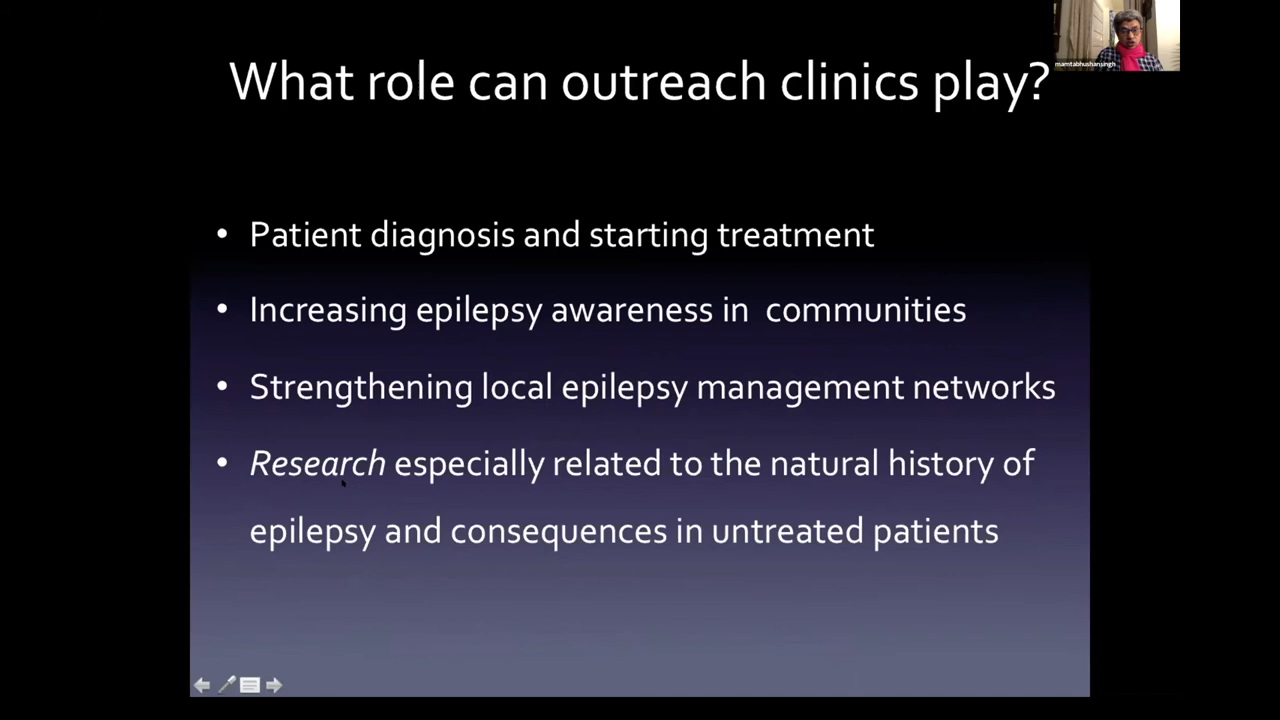 What role can outreach clinics play?
mamtabhushansingh
• Patient diagnosis and starting treatment
• Increasing epilepsy awareness in  communities
• Strengthening local epilepsy management networks
• Research especially related to the natural history of
epilepsy and consequences in untreated patients